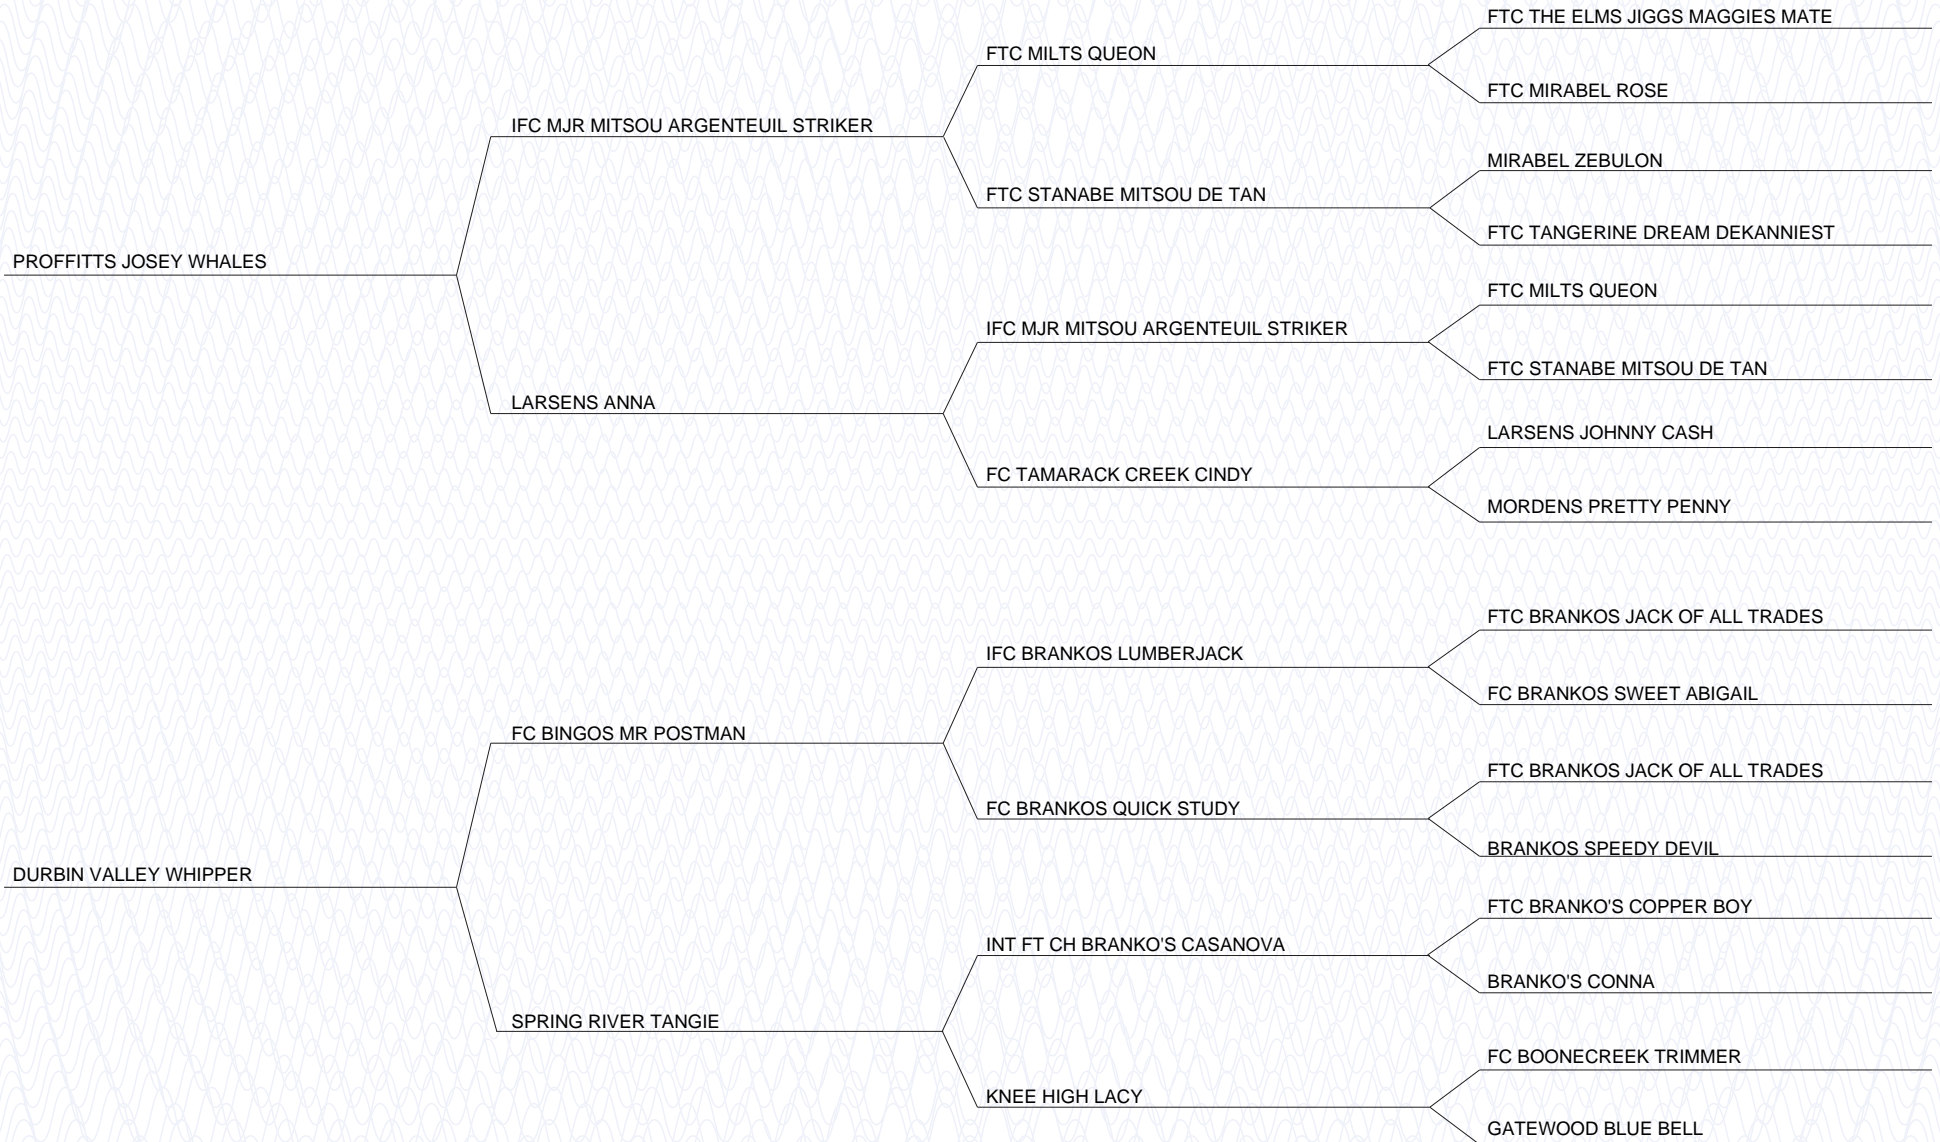 FTC THE ELMS JIGGS MAGGIES MATE
FTC MILTS QUEON
FTC MIRABEL ROSE
IFC MJR MITSOU ARGENTEUIL STRIKER
MIRABEL ZEBULON
FTC STANABE MITSOU DE TAN
FTC TANGERINE DREAM DEKANNIEST
PROFFITTS JOSEY WHALES
FTC MILTS QUEON
IFC MJR MITSOU ARGENTEUIL STRIKER
FTC STANABE MITSOU DE TAN
LARSENS ANNA
LARSENS JOHNNY CASH
FC TAMARACK CREEK CINDY
MORDENS PRETTY PENNY
FTC BRANKOS JACK OF ALL TRADES
IFC BRANKOS LUMBERJACK
FC BRANKOS SWEET ABIGAIL
FC BINGOS MR POSTMAN
FTC BRANKOS JACK OF ALL TRADES
FC BRANKOS QUICK STUDY
BRANKOS SPEEDY DEVIL
DURBIN VALLEY WHIPPER
FTC BRANKO'S COPPER BOY
INT FT CH BRANKO'S CASANOVA
BRANKO'S CONNA
SPRING RIVER TANGIE
FC BOONECREEK TRIMMER
KNEE HIGH LACY
GATEWOOD BLUE BELL